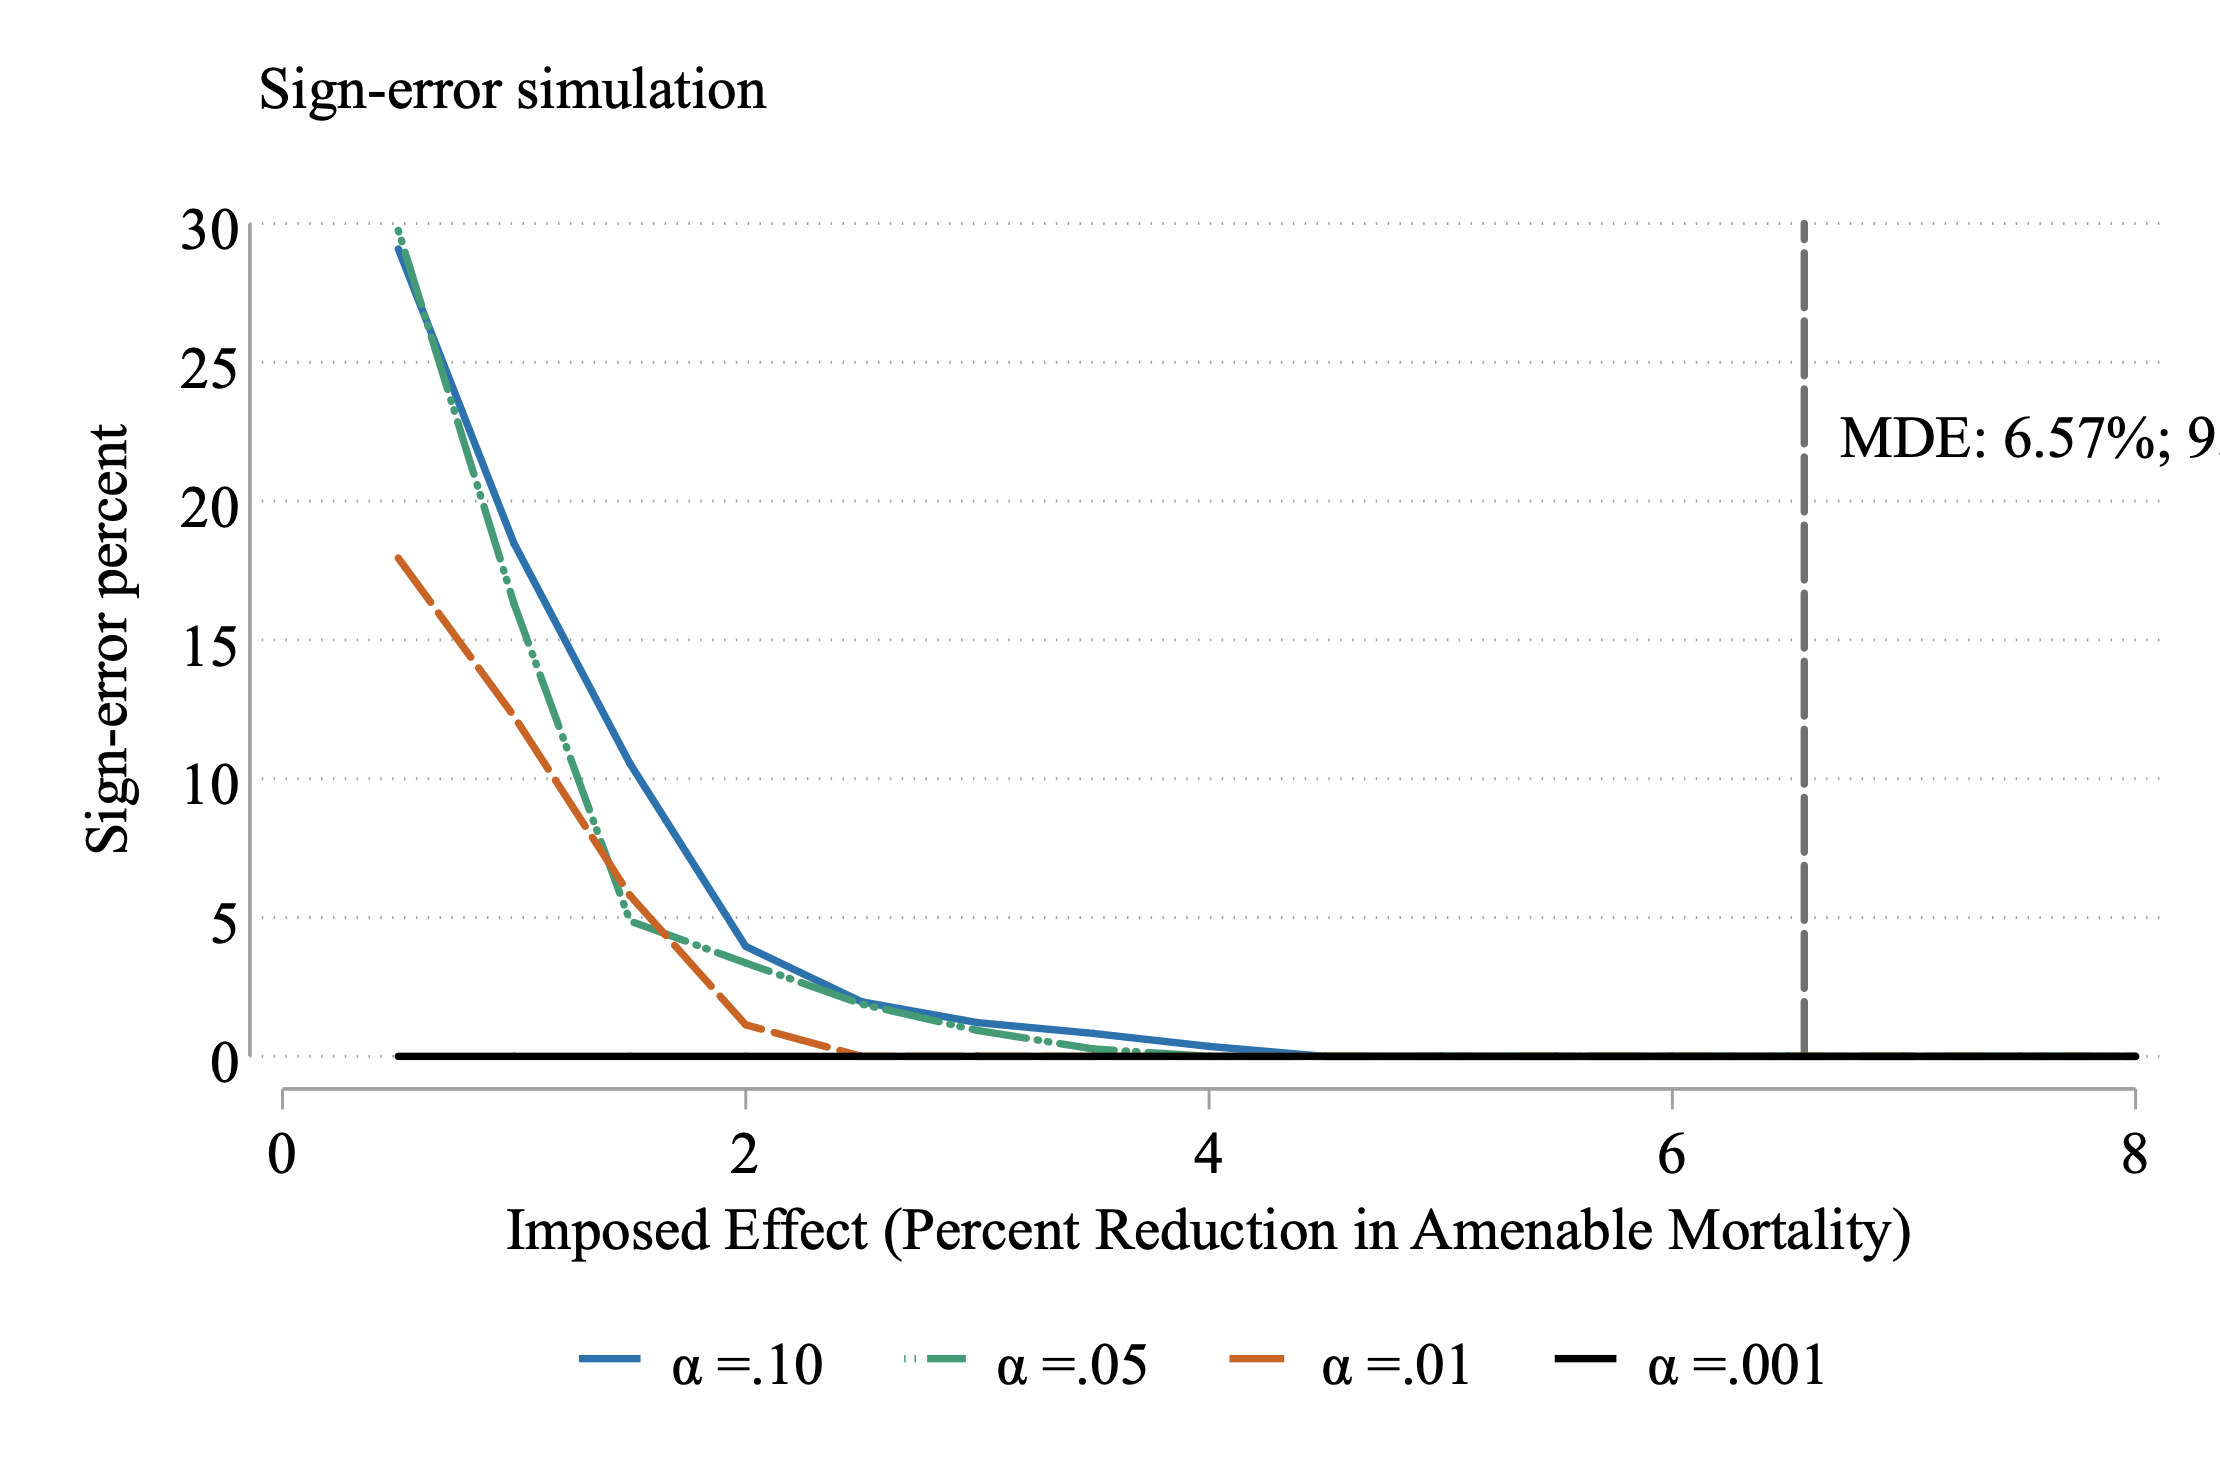 Sign-error simulation
30
25
20
15
10
5
0
Sign-error percent
MDE: 6.57%; 9
0 2 4 6 8
Imposed Effect (Percent Reduction in Amenable Mortality)
α =.10 α =.05 α =.01 α =.001